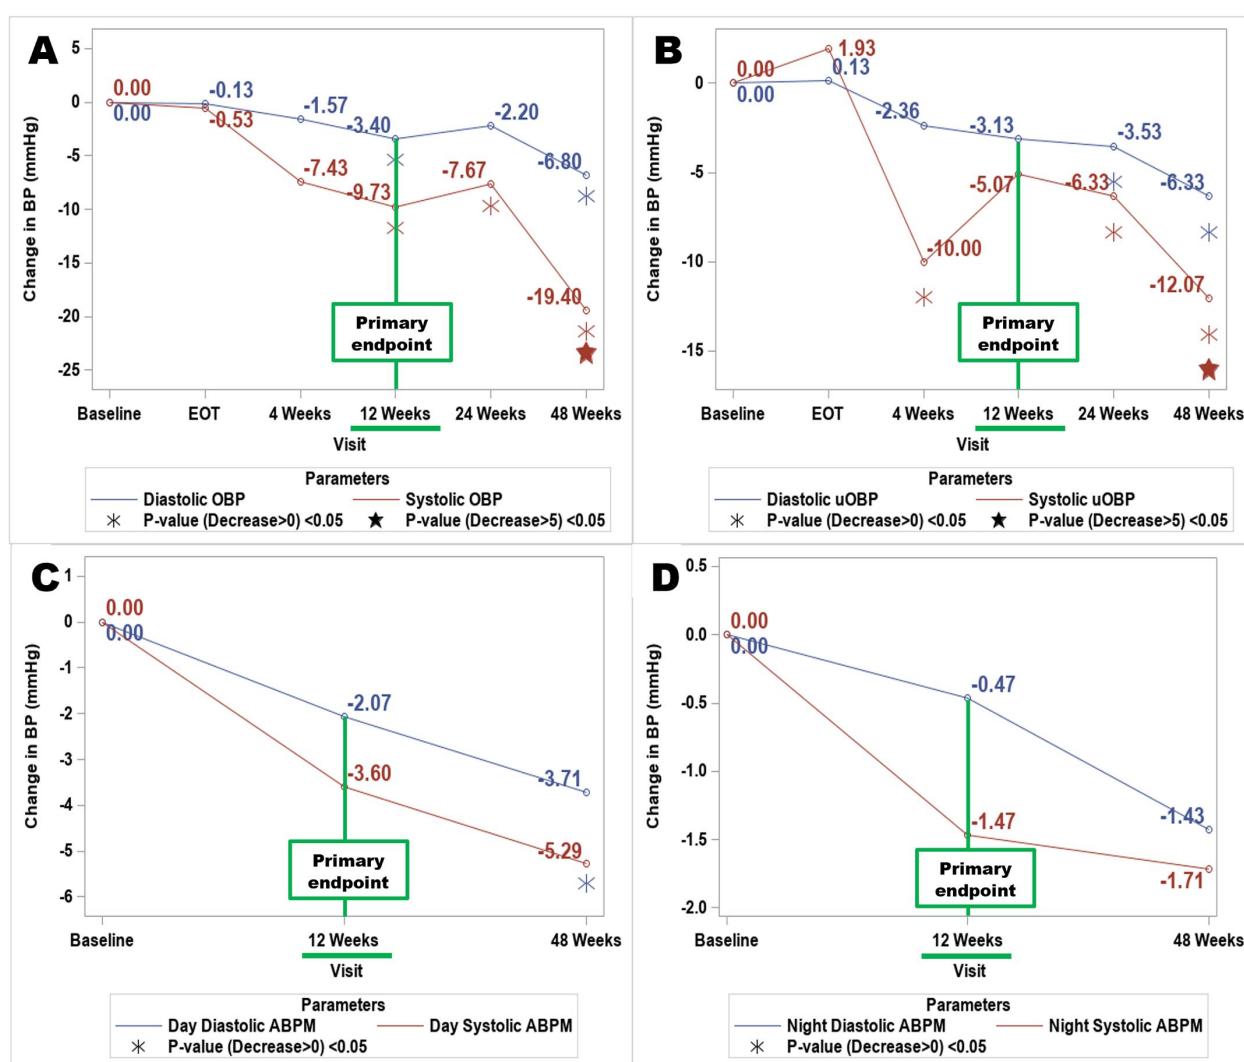 A
5
0
-5
-10
-15
-20
-25
Change in BP (mmHg)
0.00
0.00
-0.13
-0.53
-1.57
-7.43
-3.40
-9.73
-2.20
-7.67
-6.80
-19.40
Primary
endpoint
Baseline EOT 4 Weeks 12 Weeks 24 Weeks 48 Weeks
Visit
Parameters
Diastolic OBP Systolic OBP
P-value (Decrease>0) <0.05 P-value (Decrease>5) <0.05
B
0
-5
-10
-15
Change in BP (mmHg)
0.00
0.00
1.93
0.13
-2.36
-10.00
-3.13
-5.07
-3.53
-6.33
-6.33
-12.07
Primary
endpoint
Baseline EOT 4 Weeks 12 Weeks 24 Weeks 48 Weeks
Visit
Parameters
Diastolic uOBP Systolic uOBP
P-value (Decrease>0) <0.05 P-value (Decrease>5) <0.05
C
1
0
-1
-2
-3
-4
-5
-6
Change in BP (mmHg)
0.00
0.00
-2.07
-3.60
-3.71
-5.29
Primary
endpoint
Baseline 12 Weeks 48 Weeks
Visit
Parameters
Day Diastolic ABPM Day Systolic ABPM
P-value (Decrease>0) <0.05
D
0.5
0.0
-0.5
-1.0
-1.5
-2.0
Change in BP (mmHg)
0.00
0.00
-0.47
-1.47
-1.43
-1.71
Primary
endpoint
Baseline 12 Weeks 48 Weeks
Visit
Parameters
Night Diastolic ABPM Night Systolic ABPM
P-value (Decrease>0) <0.05